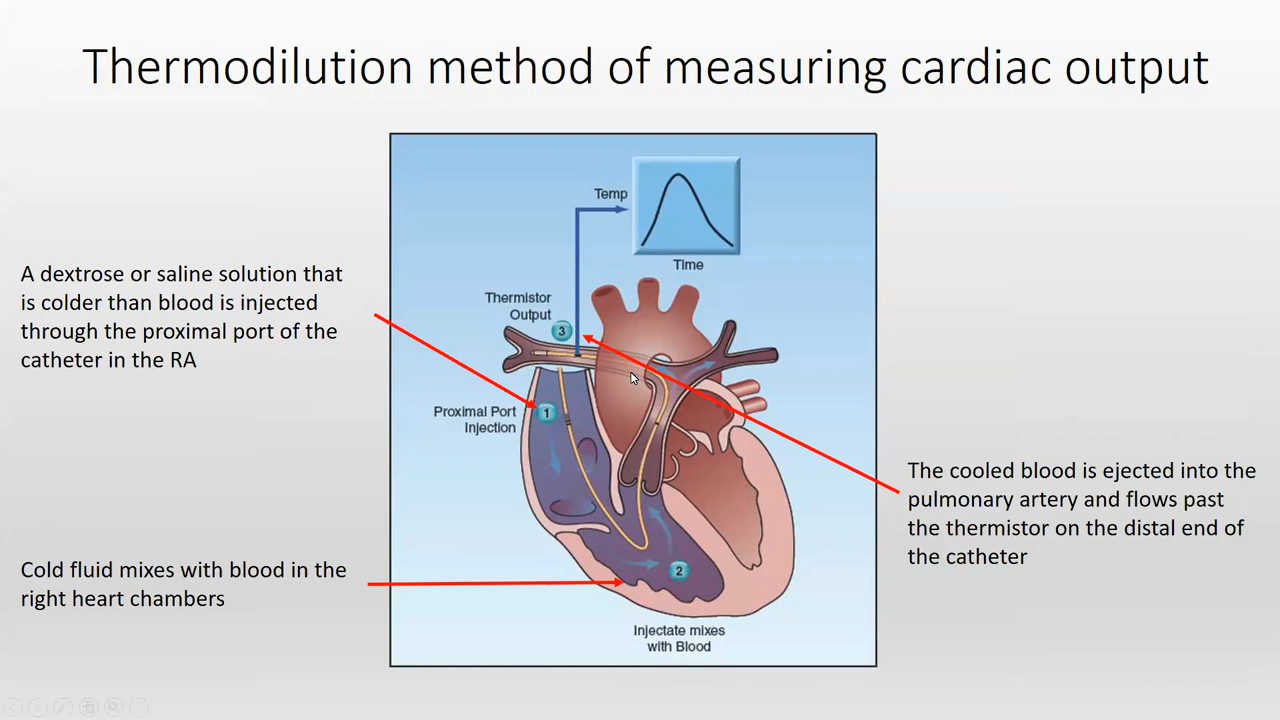 Thermodilution method of measuring cardiac output
Temp
Time
Thermistor
Output
3
A dextrose or saline solution that
is colder than blood is injected
through the proximal port of the
catheter in the RA
1
Proximal Port
Injection
The cooled blood is ejected into the
pulmonary artery and flows past
the thermistor on the distal end of
the catheter
Cold fluid mixes with blood in the
right heart chambers
2
Injectate mixes
with Blood